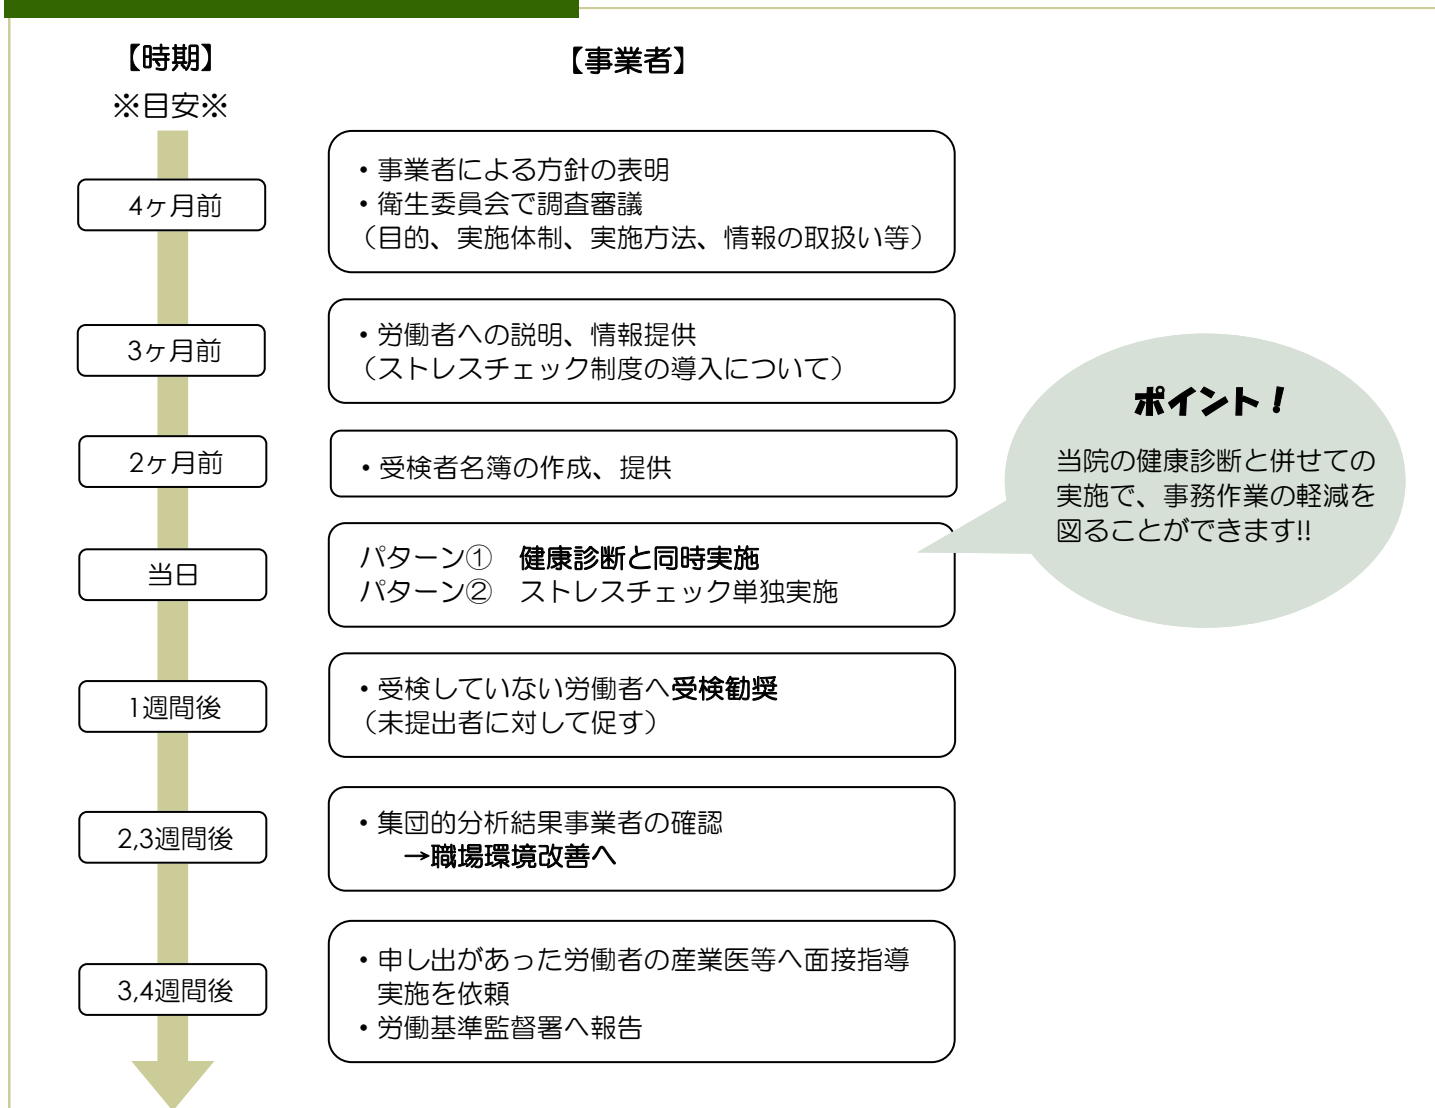 【時期】
【事業者】
※目安※
4ヶ月前
・事業者による方針の表明
・衛生委員会で調査審議
（目的、実施体制、実施方法、情報の取扱い等）
3ヶ月前
・労働者への説明、情報提供
（ストレスチェック制度の導入について）
2ヶ月前
・受検者名簿の作成、提供
ポイント！
当院の健康診断と併せての
実施で、事務作業の軽減を
図ることができます!!
当日
パターン①　健康診断と同時実施
パターン②　ストレスチェック単独実施
1週間後
・受検していない労働者へ受検勧奨
（未提出者に対して促す）
2,3週間後
・集団的分析結果事業者の確認
→職場環境改善へ
3,4週間後
・申し出があった労働者の産業医等へ面接指導
実施を依頼
・労働基準監督署へ報告